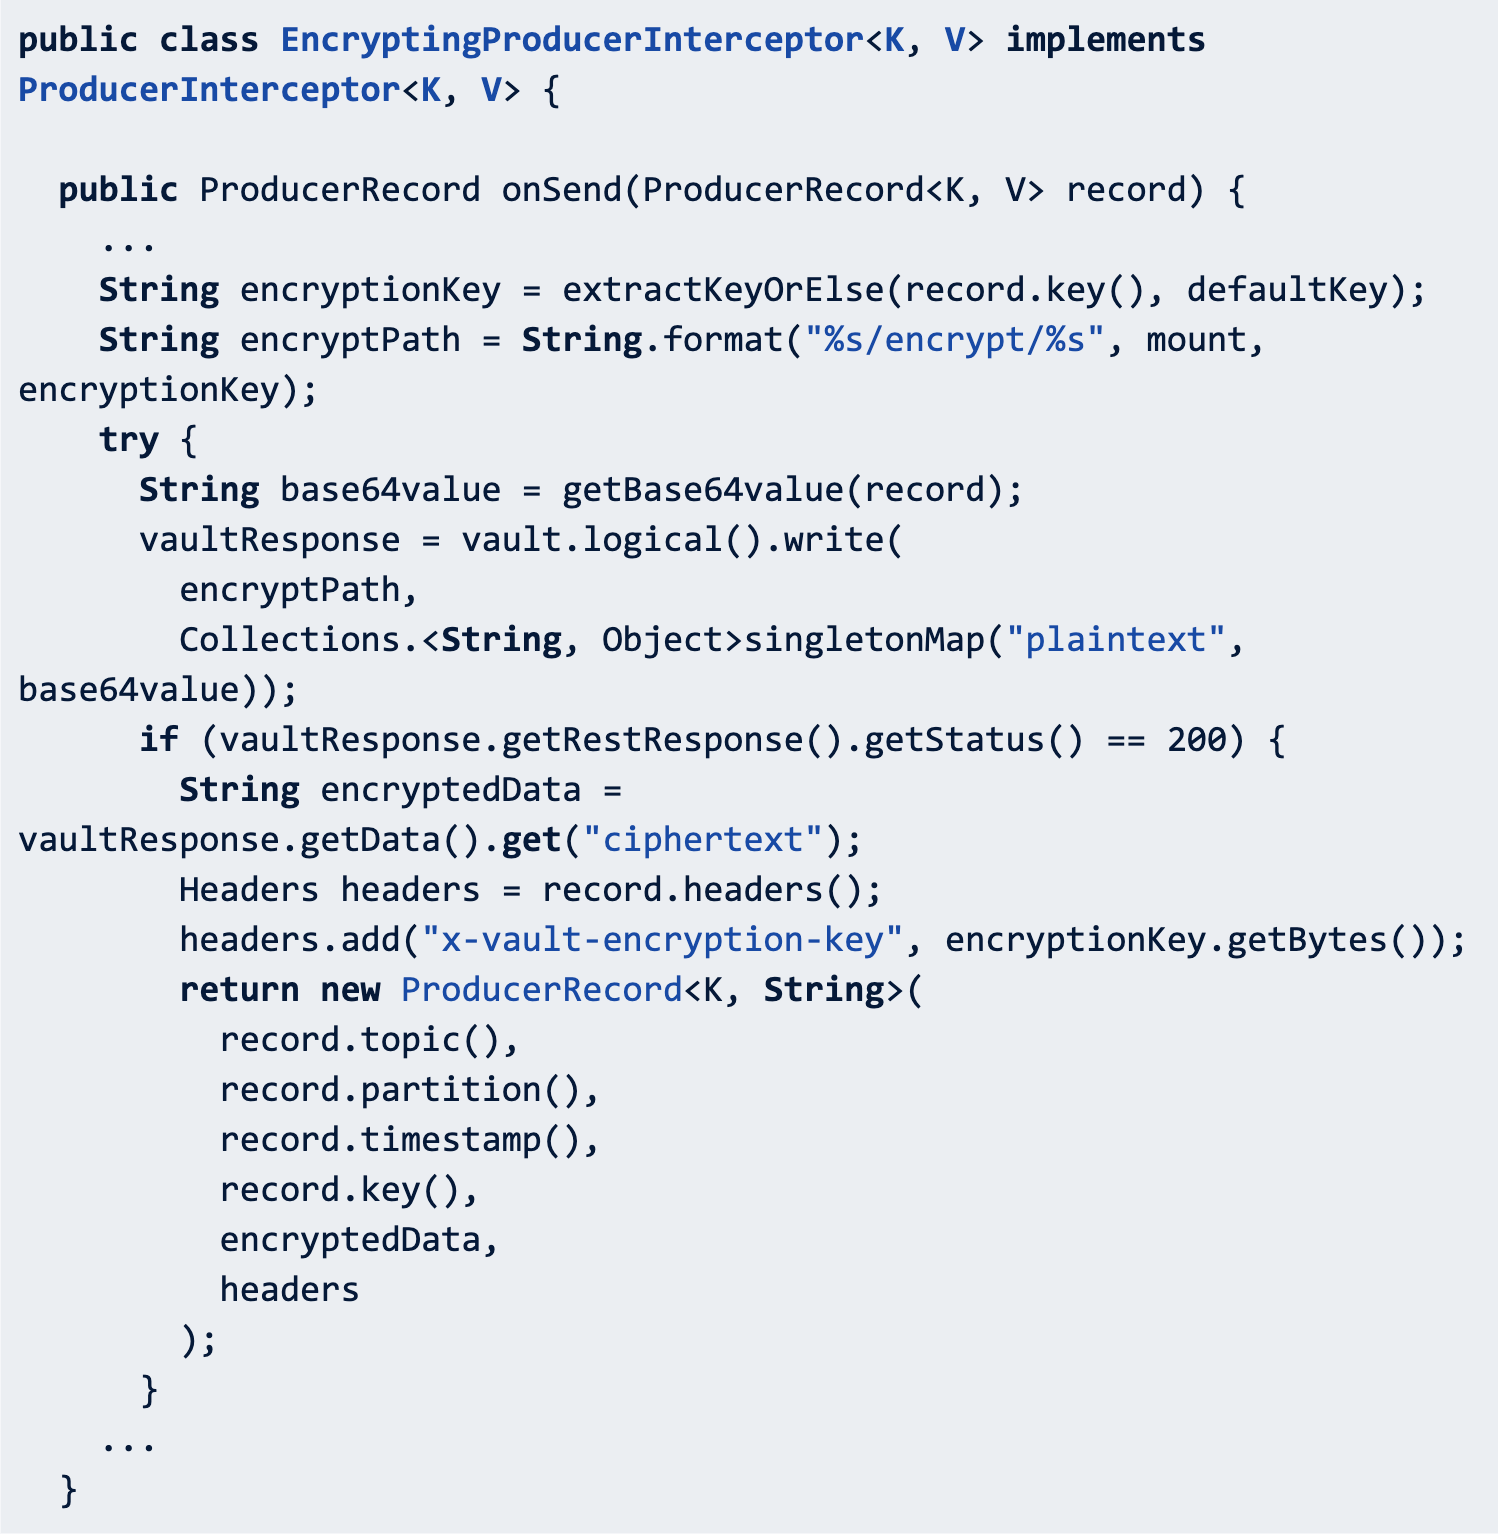 public class EncryptingProducerInterceptor<K, V> implements
ProducerInterceptor<K, V> {
  public ProducerRecord onSend(ProducerRecord<K, V> record) {
    ...
    String encryptionKey = extractKeyOrElse(record.key(), defaultKey);
    String encryptPath = String.format("%s/encrypt/%s", mount,
encryptionKey);
    try {
      String base64value = getBase64value(record);
      vaultResponse = vault.logical().write(
        encryptPath,
        Collections.<String, Object>singletonMap("plaintext",
base64value));
      if (vaultResponse.getRestResponse().getStatus() == 200) {
        String encryptedData =
vaultResponse.getData().get("ciphertext");
        Headers headers = record.headers();
        headers.add("x-vault-encryption-key", encryptionKey.getBytes());
        return new ProducerRecord<K, String>(
          record.topic(),
          record.partition(),
          record.timestamp(),
          record.key(),
          encryptedData,
          headers
        );
      }
    ...
  }